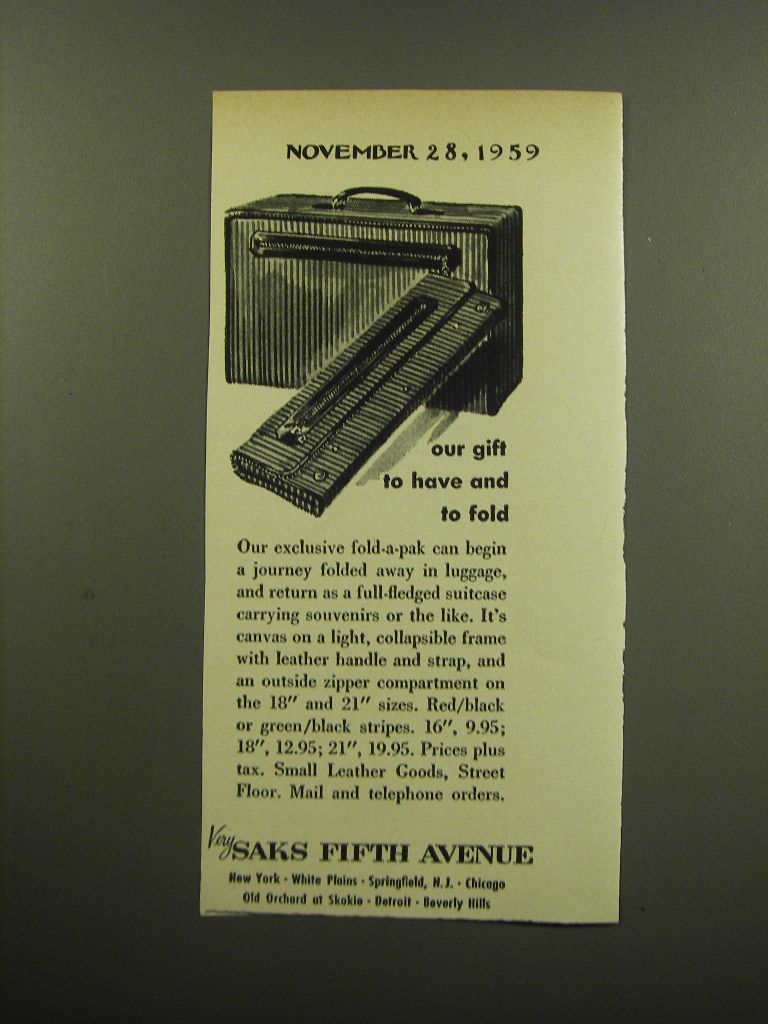 NOVEMBER 28, 1959
our gift
to have and
to fold
Our exclusive fold-a-pak can begin
a journey folded away in luggage,
and return as a full-fledged suitcase
carrying souvenirs or the like. It's
canvas on a light, collapsible frame
with leather handle and strap, and
an outside zipper compartment on
the 18" and 21" sizes. Red/black
or green/black stripes. 16", 9.95;
18", 12.95; 21", 19.95. Prices plus
tax. Small Leather Goods, Street
Floor. Mail and telephone orders.
Very SAKS FIFTH AVENUE
New York · White Plains · Springfield, N. J. · Chicago
Old Orchard at Skokie · Detroit · Beverly Hills